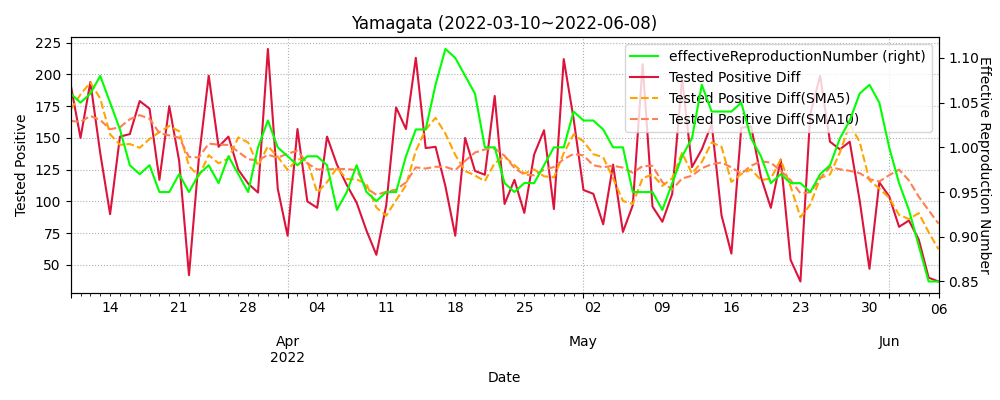 Yamagata (2022-03-10~2022-06-08)
225
200
175
150
125
100
75
50
Tested Positive
1.10
1.05
1.00
0.95
0.90
0.85
Effective Reproduction Number
effectiveReproductionNumber (right)
Tested Positive Diff
Tested Positive Diff(SMA5)
Tested Positive Diff(SMA10)
14 21 28 04 11 18 25 02 09 16 23 30 06
Apr May Jun
2022
Date